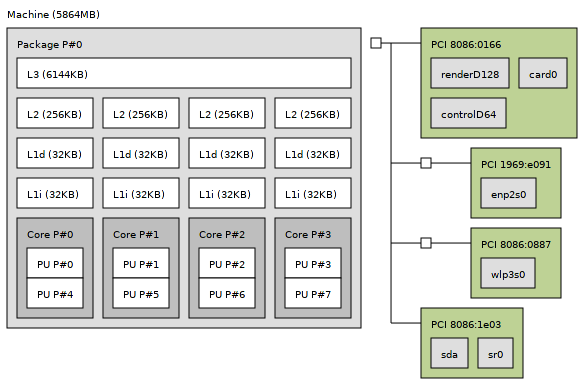 Machine (5864MB)
Package P#0
L3 (6144KB)
L2 (256KB) L2 (256KB) L2 (256KB) L2 (256KB)
L1d (32KB) L1d (32KB) L1d (32KB) L1d (32KB)
L1i (32KB) L1i (32KB) L1i (32KB) L1i (32KB)
Core P#0 Core P#1 Core P#2 Core P#3
PU P#0 PU P#1 PU P#2 PU P#3
PU P#4 PU P#5 PU P#6 PU P#7
PCI 8086:0166
renderD128 card0
controlD64
PCI 1969:e091
enp2s0
PCI 8086:0887
wlp3s0
PCI 8086:1e03
sda sr0